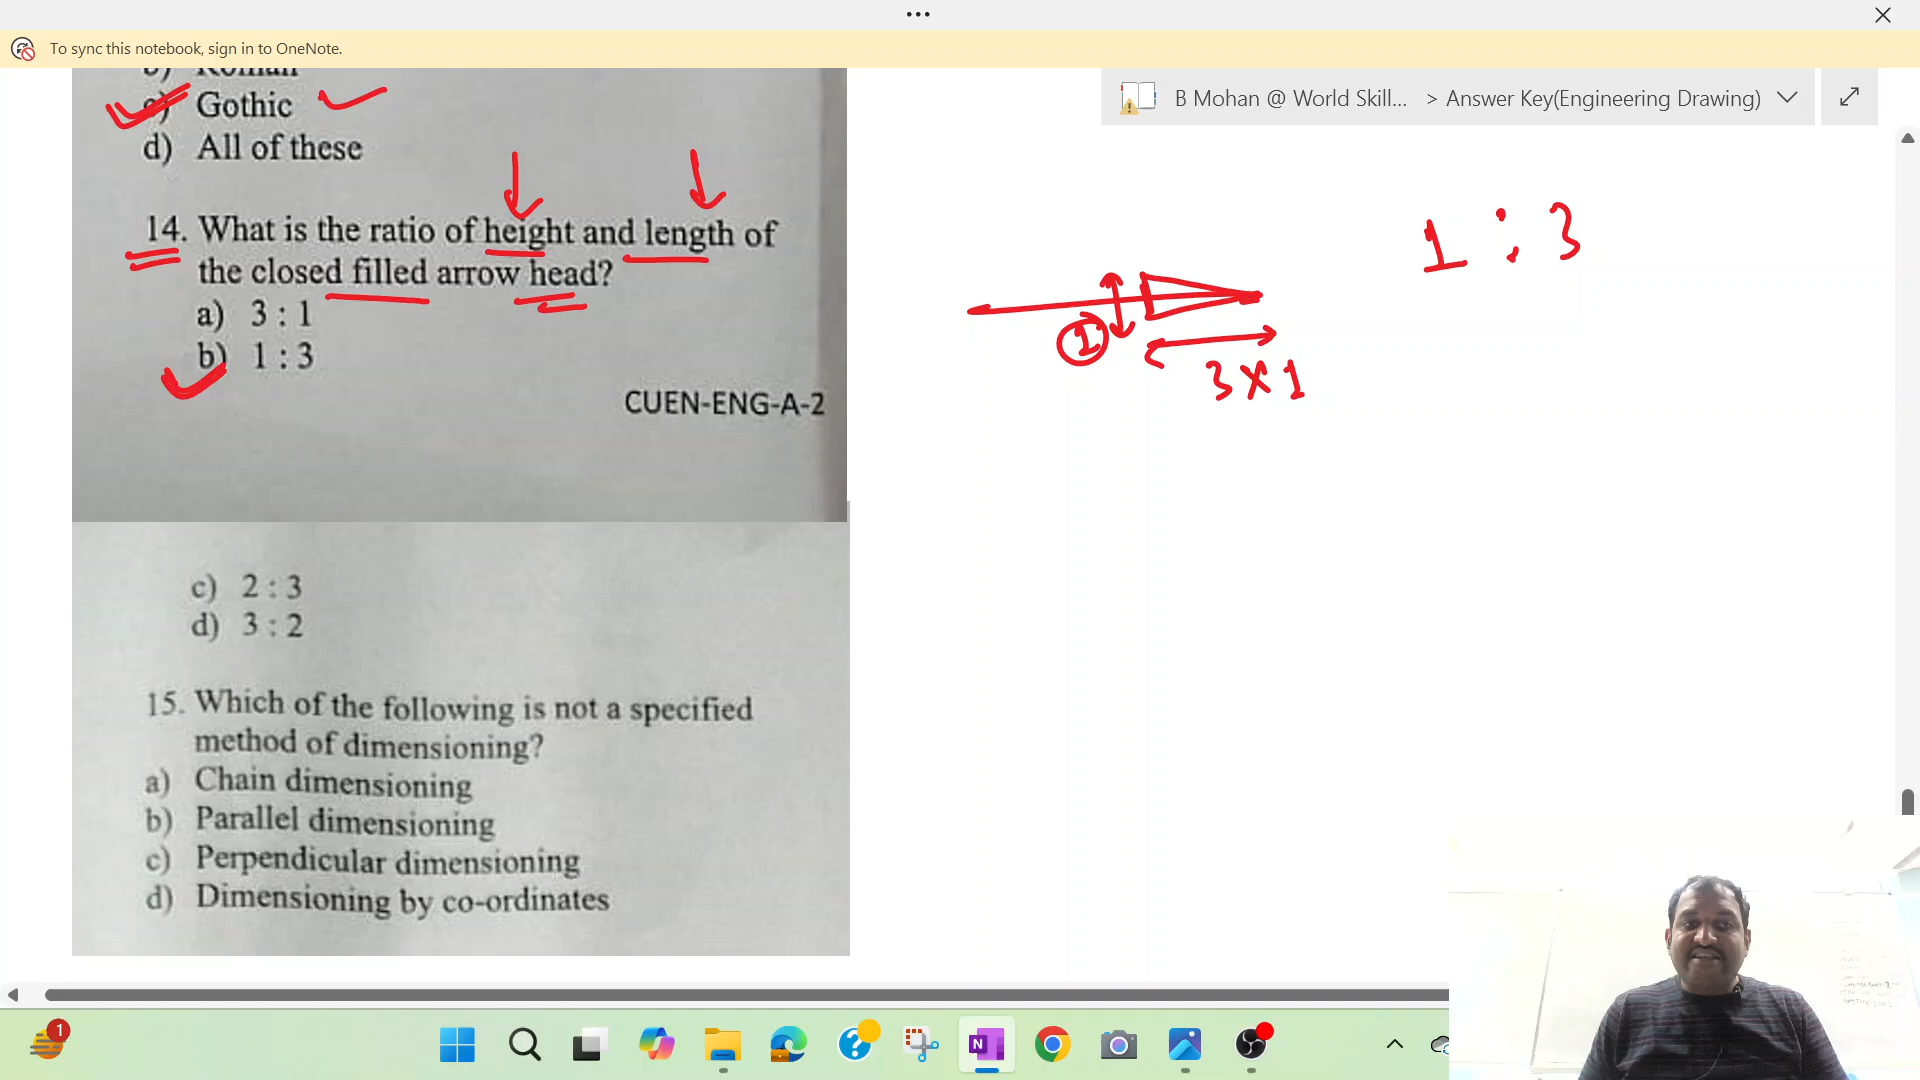 To sync this notebook, sign in to OneNote.
B Mohan @ World Skill... > Answer Key(Engineering Drawing)
b) Roman
c) Gothic
d) All of these
14. What is the ratio of height and length of
the closed filled arrow head?
a) 3 : 1
b) 1 : 3
CUEN-ENG-A-2
1 : 3
1
3 X 1
c) 2 : 3
d) 3 : 2
15. Which of the following is not a specified
method of dimensioning?
a) Chain dimensioning
b) Parallel dimensioning
c) Perpendicular dimensioning
d) Dimensioning by co-ordinates
1